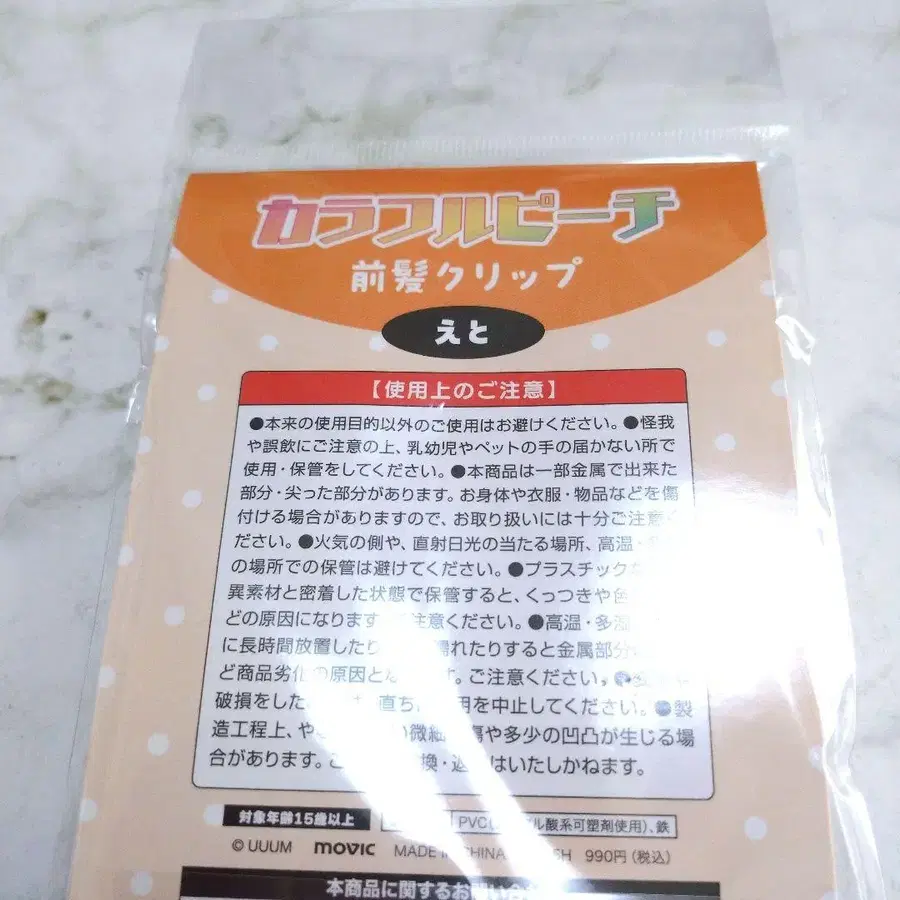 カラフルピーチ
前髪クリップ
えと
【使用上のご注意】
●本来の使用目的以外のご使用はお避けください。●怪我
や誤飲にご注意の上、乳幼児やペットの手の届かない所で
使用・保管をしてください。●本商品は一部金属で出来た
部分・尖った部分があります。お身体や衣服・物品などを傷
付ける場合がありますので、お取り扱いには十分ご注意く
ださい。●火気の側や、直射日光の当たる場所、高温・
の場所での保管は避けてください。●プラスチック
異素材と密着した状態で保管すると、くっつきや色
どの原因になります 注意ください。●高温・多湿
に長時間放置したり 濡れたりすると金属部分
ど商品劣化の原因と す。ご注意ください。●
破損をした 直ち 用を中止してください。●製
造工程上、や 微細 傷や多少の凹凸が生じる場
合があります。 換・返 はいたしかねます。
対象年齢15歳以上
PVC( ル酸系可塑剤使用)、鉄
© UUUM movic MADE IN CHINA SH 990円(税込)
本商品に関するお問い合